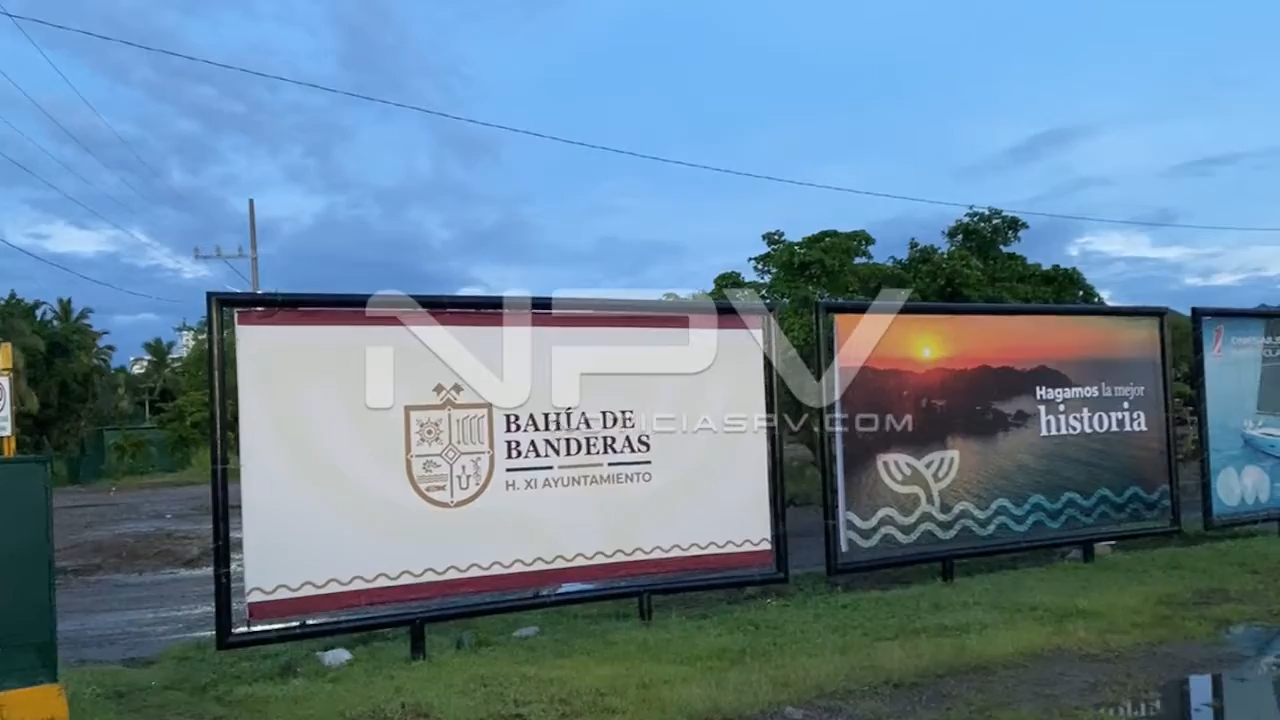 BAHÍA DE
BANDERAS
H. XI AYUNTAMIENTO
NPV
Hagamos la mejor
historia